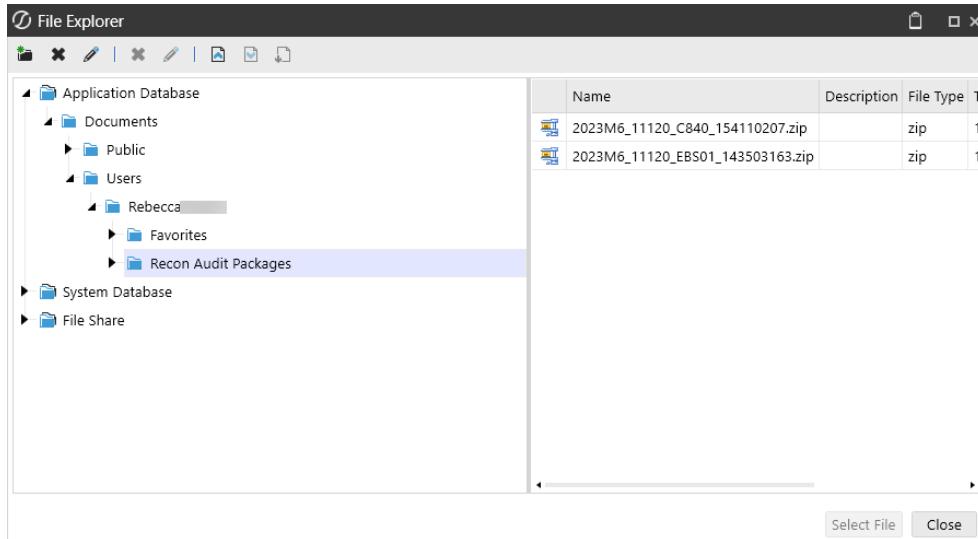 File Explorer
Application Database
Documents
Public
Users
Rebecca
Favorites
Recon Audit Packages
System Database
File Share
Name Description File Type
2023M6_11120_C840_154110207.zip zip
2023M6_11120_EBS01_143503163.zip zip
Select File Close